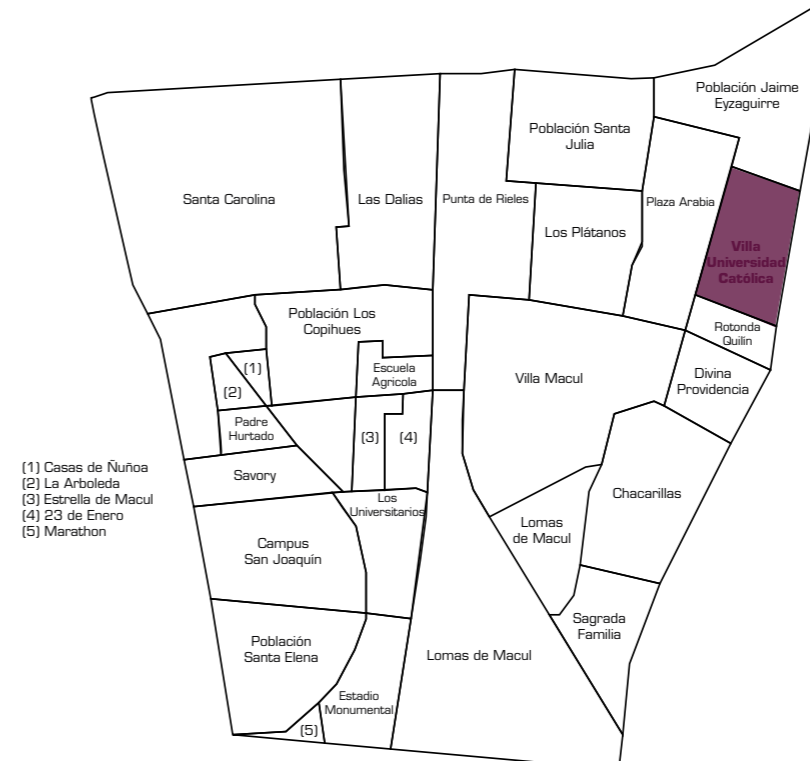 Población Jaime
Eyzaguirre
Población Santa
Julia
Santa Carolina
Las Dalias
Punta de Rieles
Plaza Arabia
Los Plátanos
Villa
Universidad
Católica
Rotonda
Quilín
Población Los
Copihues
Escuela
Agricola
Villa Macul
Divina
Providencia
(1)
(2)
Padre
Hurtado
(3)
(4)
Savory
(1) Casas de Ñuñoa
(2) La Arboleda
(3) Estrella de Macul
(4) 23 de Enero
(5) Marathon
Los
Universitarios
Chacarillas
Lomas
de Macul
Campus
San Joaquín
Sagrada
Familia
Población
Santa Elena
Lomas de Macul
Estadio
Monumental
(5)